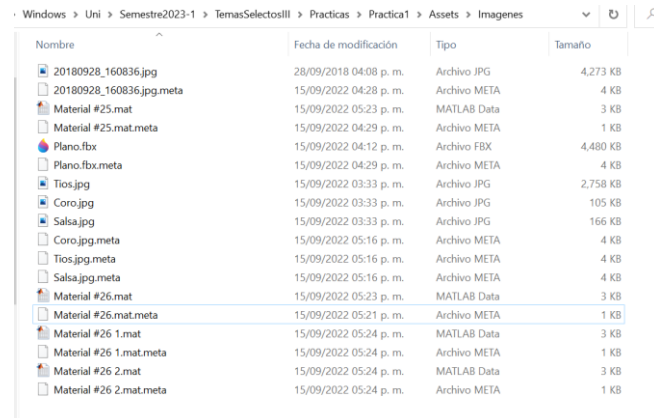 Windows > Uni > Semestre2023-1 > TemasSelectosIII > Practicas > Practica1 > Assets > Imagenes
Nombre Fecha de modificación Tipo Tamaño
20180928_160836.jpg 28/09/2018 04:08 p. m. Archivo JPG 4,273 KB
20180928_160836.jpg.meta 15/09/2022 04:28 p. m. Archivo META 4 KB
Material #25.mat 15/09/2022 05:23 p. m. MATLAB Data 3 KB
Material #25.mat.meta 15/09/2022 04:29 p. m. Archivo META 1 KB
Plano.fbx 15/09/2022 04:12 p. m. Archivo FBX 4,480 KB
Plano.fbx.meta 15/09/2022 04:29 p. m. Archivo META 4 KB
Tios.jpg 15/09/2022 03:33 p. m. Archivo JPG 2,758 KB
Coro.jpg 15/09/2022 03:33 p. m. Archivo JPG 105 KB
Salsa.jpg 15/09/2022 03:33 p. m. Archivo JPG 166 KB
Coro.jpg.meta 15/09/2022 05:16 p. m. Archivo META 4 KB
Tios.jpg.meta 15/09/2022 05:16 p. m. Archivo META 4 KB
Salsa.jpg.meta 15/09/2022 05:16 p. m. Archivo META 4 KB
Material #26.mat 15/09/2022 05:23 p. m. MATLAB Data 3 KB
Material #26.mat.meta 15/09/2022 05:21 p. m. Archivo META 1 KB
Material #26 1.mat 15/09/2022 05:24 p. m. MATLAB Data 3 KB
Material #26 1.mat.meta 15/09/2022 05:24 p. m. Archivo META 1 KB
Material #26 2.mat 15/09/2022 05:24 p. m. MATLAB Data 3 KB
Material #26 2.mat.meta 15/09/2022 05:24 p. m. Archivo META 1 KB